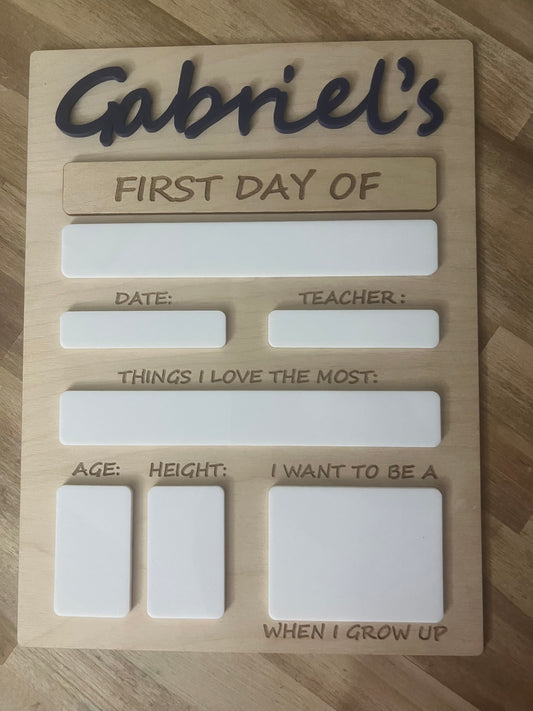 Gabriel's
FIRST DAY OF
DATE: TEACHER:
THINGS I LOVE THE MOST:
AGE: HEIGHT: I WANT TO BE A
WHEN I GROW UP